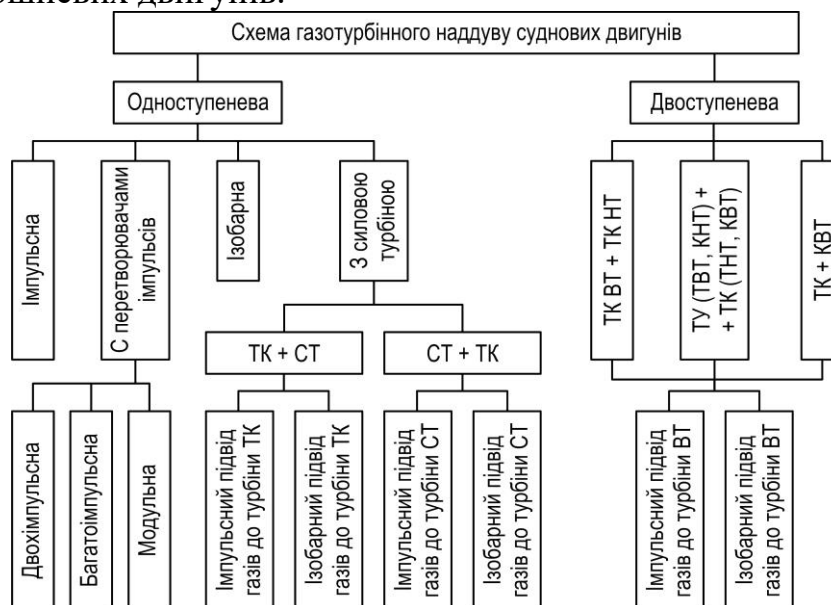 двигунів.
Схема газотурбінного наддуву суднових двигунів
Одноступенева
Двоступенева
Імпульсна
С перетворювачами
імпульсів
Ізобарна
З силовою
турбіною
ТК ВТ + ТК НТ
ТУ (ТВТ, КНТ) +
+ ТК (ТНТ, КВТ)
ТК + КВТ
ТК + СТ
СТ + ТК
Двохімпульсна
Багатоімпульсна
Модульна
Імпульсний підвід
газів до турбіни ТК
Ізобарний підвід
газів до турбіни ТК
Імпульсний підвід
газів до турбіни СТ
Ізобарний підвід
газів до турбіни СТ
Імпульсний підвід
газів до турбіни ВТ
Ізобарний підвід
газів до турбіни ВТ